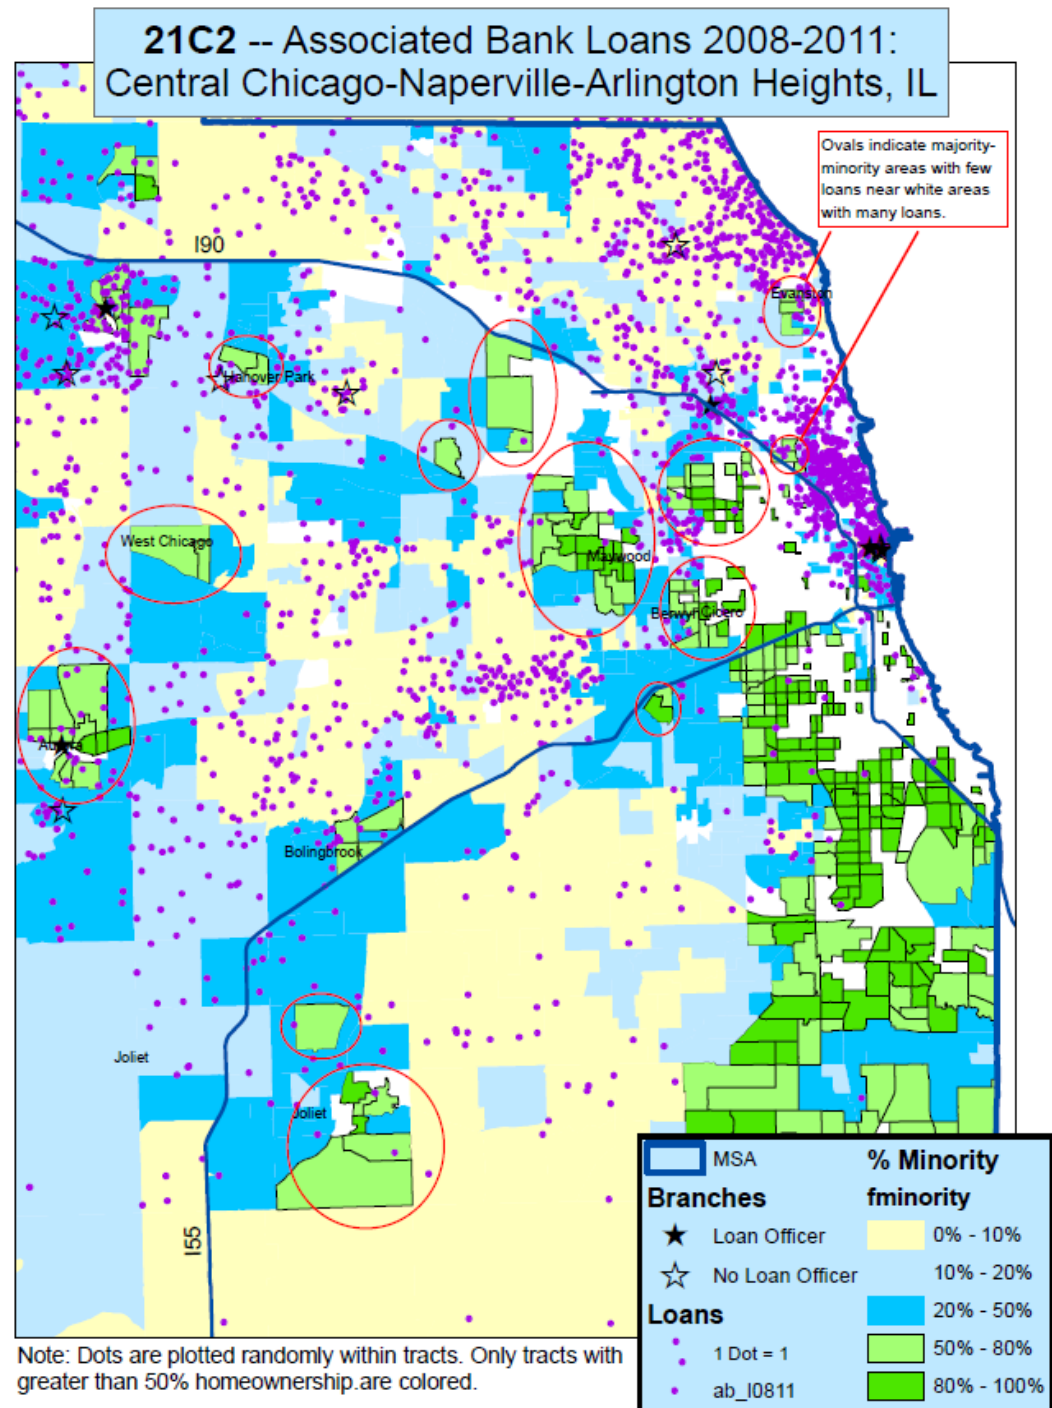 21C2 -- Associated Bank Loans 2008-2011:
Central Chicago-Naperville-Arlington Heights, IL
Ovals indicate majority-
minority areas with few
loans near white areas
with many loans.
I90
Evanston
Hanover Park
West Chicago
Maywood
Berwyn
Cicero
Aurora
Bolingbrook
Joliet
Joliet
I55
MSA
Branches
Loan Officer
No Loan Officer
Loans
1 Dot = 1
ab_l0811
% Minority
fminority
0% - 10%
10% - 20%
20% - 50%
50% - 80%
80% - 100%
Note: Dots are plotted randomly within tracts. Only tracts with
greater than 50% homeownership.are colored.